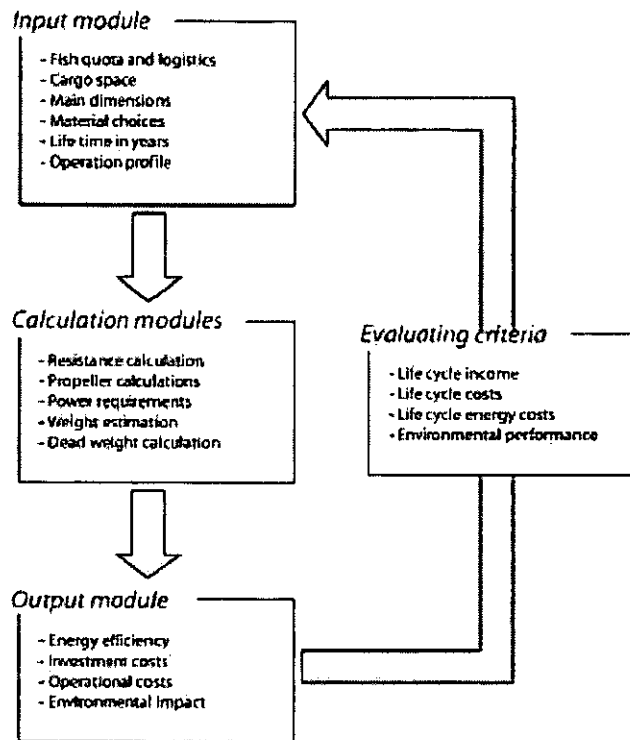 Input module
- Fish quota and logistics
- Cargo space
- Main dimensions
- Material choices
- Life time in years
- Operation profile
Calculation modules
- Resistance calculation
- Propeller calculations
- Power requirements
- Weight estimation
- Dead weight calculation
Evaluating criteria
- Life cycle income
- Life cycle costs
- Life cycle energy costs
- Environmental performance
Output module
- Energy efficiency
- Investment costs
- Operational costs
- Environmental Impact